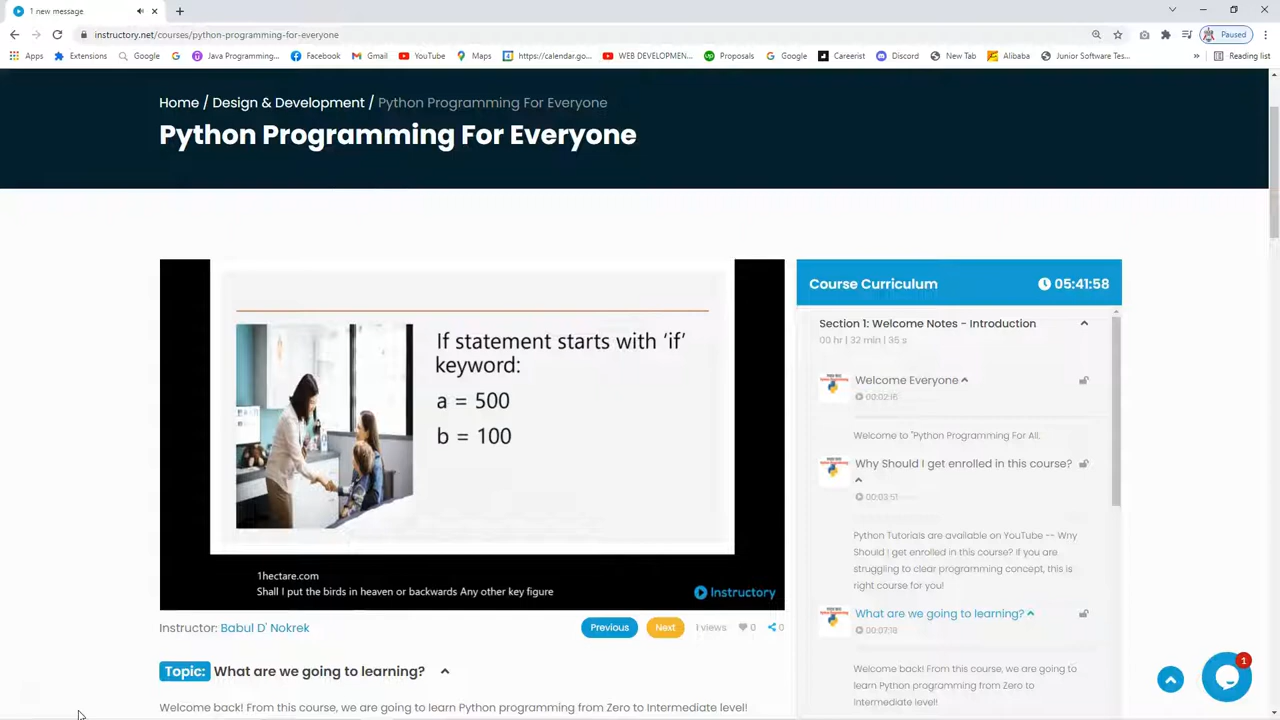 1 new message
instructory.net/courses/python-programming-for-everyone
Paused
Apps Extensions Google Java Programming... Facebook Gmail YouTube Maps https://calendar.go... WEB DEVELOPMEN... Proposals Google Careerist Discord New Tab Alibaba Junior Software Tes... » Reading list
Home / Design & Development / Python Programming For Everyone
Python Programming For Everyone
If statement starts with ‘if’
keyword:
a = 500
b = 100
1hectare.com
Shall I put the birds in heaven or backwards Any other key figure
Instructory
Instructor: Babul D' Nokrek
Previous Next 1 views 0 0
Topic: What are we going to learning?
Welcome back! From this course, we are going to learn Python programming from Zero to Intermediate level!
Course Curriculum 05:41:58
Section 1: Welcome Notes - Introduction
00 hr | 32 min | 35 s
Welcome Everyone
00:02:16
Welcome to "Python Programming For All.
Why Should I get enrolled in this course?
00:03:51
Python Tutorials are available on YouTube -- Wny
Should I get enrolled in this course? if you are
struggling to clear programming concept, this is
right course for you!
What are we going to learning?
00:07:18
Welcome back! From this course, we are going to
learn Python programming from Zero to
Intermediate level!
1